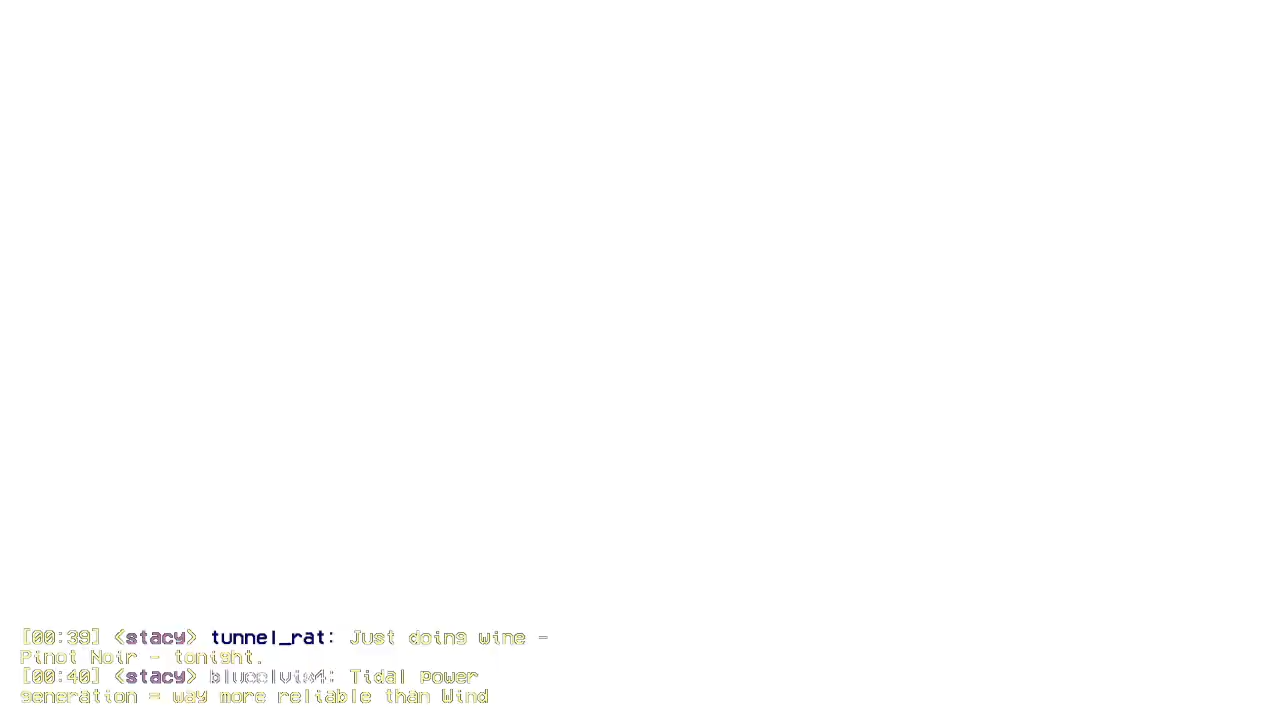 [00:39] <stacy> tunnel_rat: Just doing wine -
Pinot Noir - tonight.
[00:40] <stacy> blueelvis4: Tidal power
generation = way more reliable than Wind